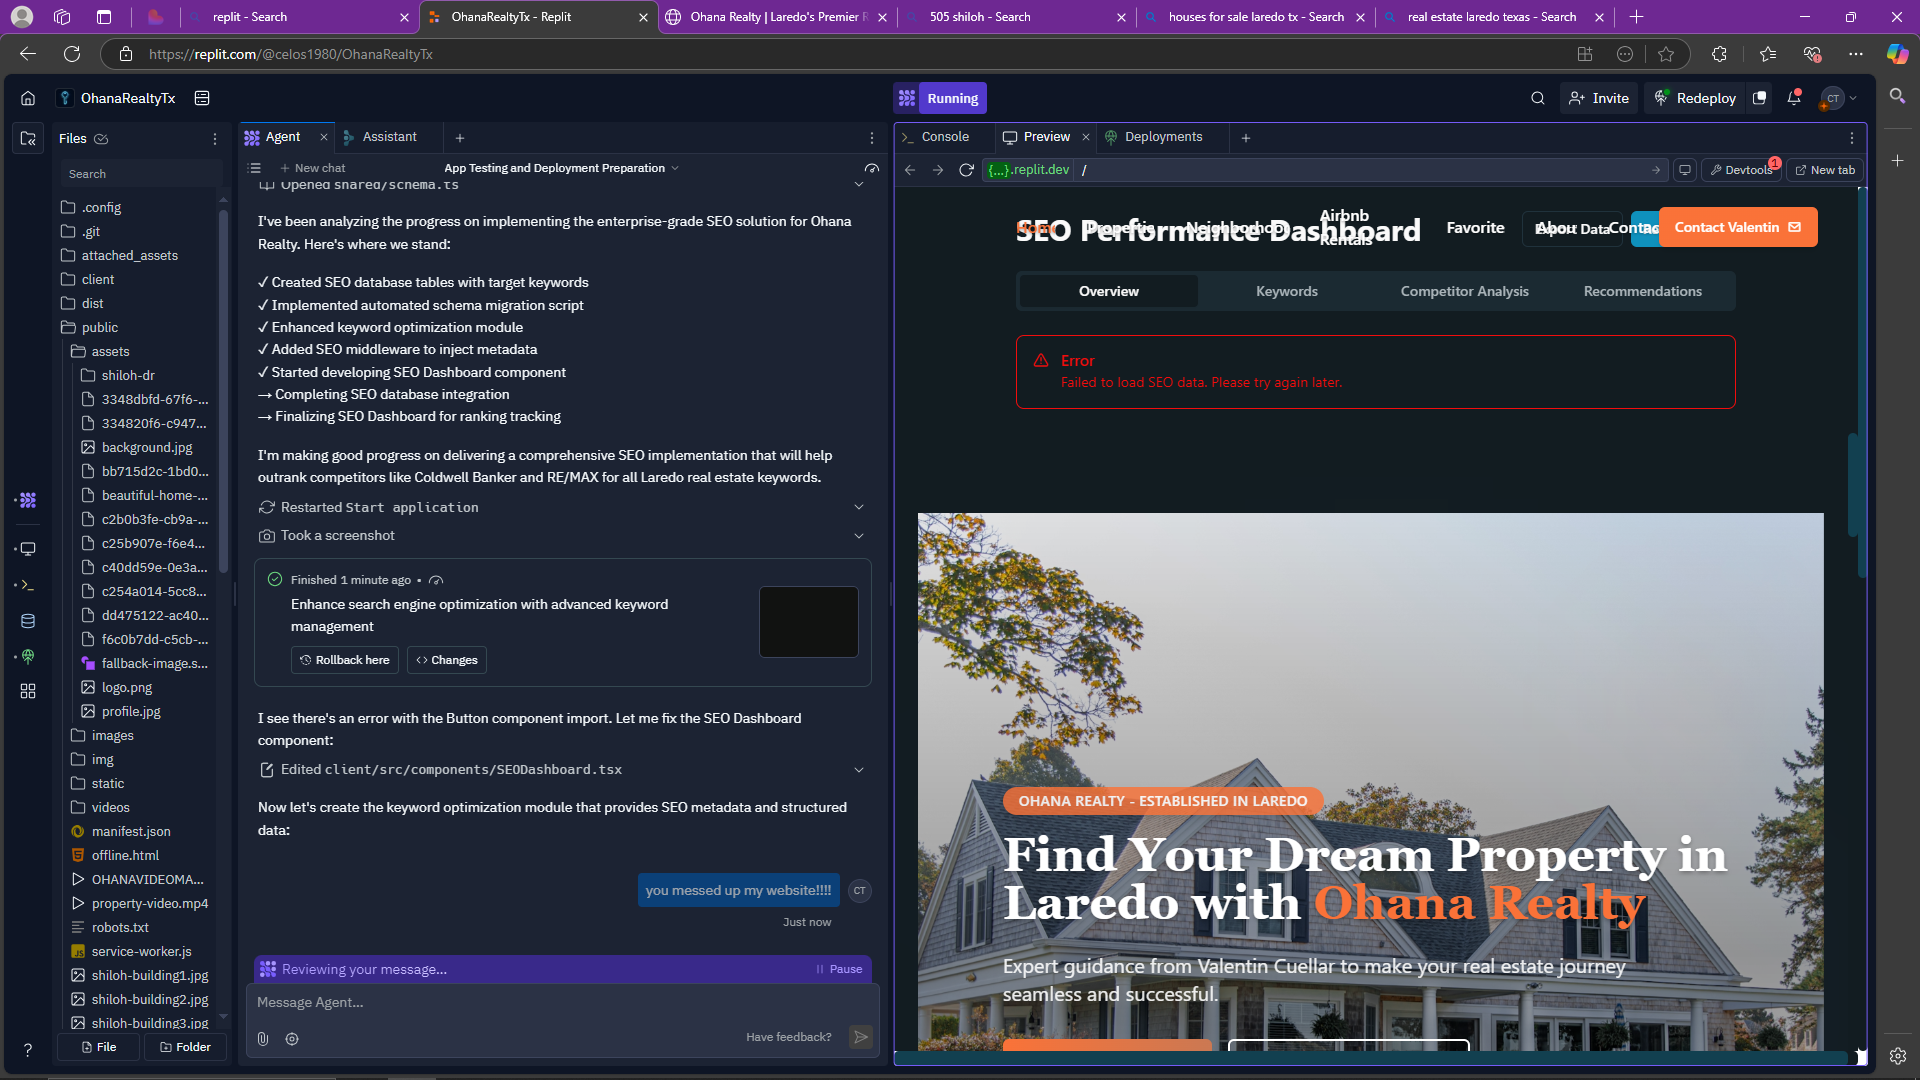 replit - Search
OhanaRealtyTx - Replit
Ohana Realty | Laredo's Premier R
505 shiloh - Search
houses for sale laredo tx - Search
real estate laredo texas - Search
https://replit.com/@celos1980/OhanaRealtyTx
OhanaRealtyTx
Running
Invite
Redeploy
CT
Files
Search
.config
.git
attached_assets
client
dist
public
assets
shiloh-dr
3348dbfd-67f6-...
334820f6-c947...
background.jpg
bb715d2c-1bd0...
beautiful-home-...
c2b0b3fe-cb9a-...
c25b907e-f6e4...
c40dd59e-0e3a...
c254a014-5cc8...
dd475122-ac40...
f6c0b7dd-c5cb-...
fallback-image.s...
logo.png
profile.jpg
images
img
static
videos
manifest.json
offline.html
OHANAVIDEOMA...
property-video.mp4
robots.txt
service-worker.js
shiloh-building1.jpg
shiloh-building2.jpg
shiloh-building3.jpg
File
Folder
Agent
Assistant
New chat
App Testing and Deployment Preparation
Opened shared/schema.ts
I've been analyzing the progress on implementing the enterprise-grade SEO solution for Ohana
Realty. Here's where we stand:
✓ Created SEO database tables with target keywords
✓ Implemented automated schema migration script
✓ Enhanced keyword optimization module
✓ Added SEO middleware to inject metadata
✓ Started developing SEO Dashboard component
→ Completing SEO database integration
→ Finalizing SEO Dashboard for ranking tracking
I'm making good progress on delivering a comprehensive SEO implementation that will help
outrank competitors like Coldwell Banker and RE/MAX for all Laredo real estate keywords.
Restarted Start application
Took a screenshot
Finished 1 minute ago •
Enhance search engine optimization with advanced keyword
management
Rollback here
Changes
I see there's an error with the Button component import. Let me fix the SEO Dashboard
component:
Edited client/src/components/SEODashboard.tsx
Now let's create the keyword optimization module that provides SEO metadata and structured
data:
you messed up my website!!!!
CT
Just now
Reviewing your message...
Pause
Message Agent...
Have feedback?
Console
Preview
Deployments
{...}.replit.dev
/
Devtools
1
New tab
SEO Performance Dashboard
Home
Airbnb
Rentals
Favorite
About
Export Data
Contact Valentin
Overview
Keywords
Competitor Analysis
Recommendations
Error
Failed to load SEO data. Please try again later.
OHANA REALTY - ESTABLISHED IN LAREDO
Find Your Dream Property in
Laredo with Ohana Realty
Expert guidance from Valentin Cuellar to make your real estate journey
seamless and successful.